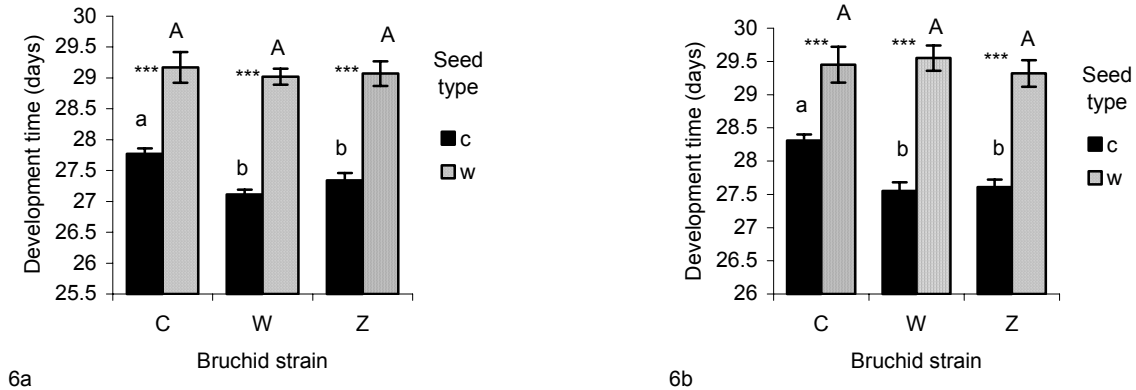 30
29.5
29
28.5
28
27.5
27
26.5
26
25.5
Development time (days)
*** A
*** A
*** A
a
b
b
C W Z
Bruchid strain
Seed
type
c
w
6a
30
29.5
29
28.5
28
27.5
27
26.5
26
Development time (days)
*** A
*** A
*** A
a
b
b
C W Z
Bruchid strain
Seed
type
c
w
6b